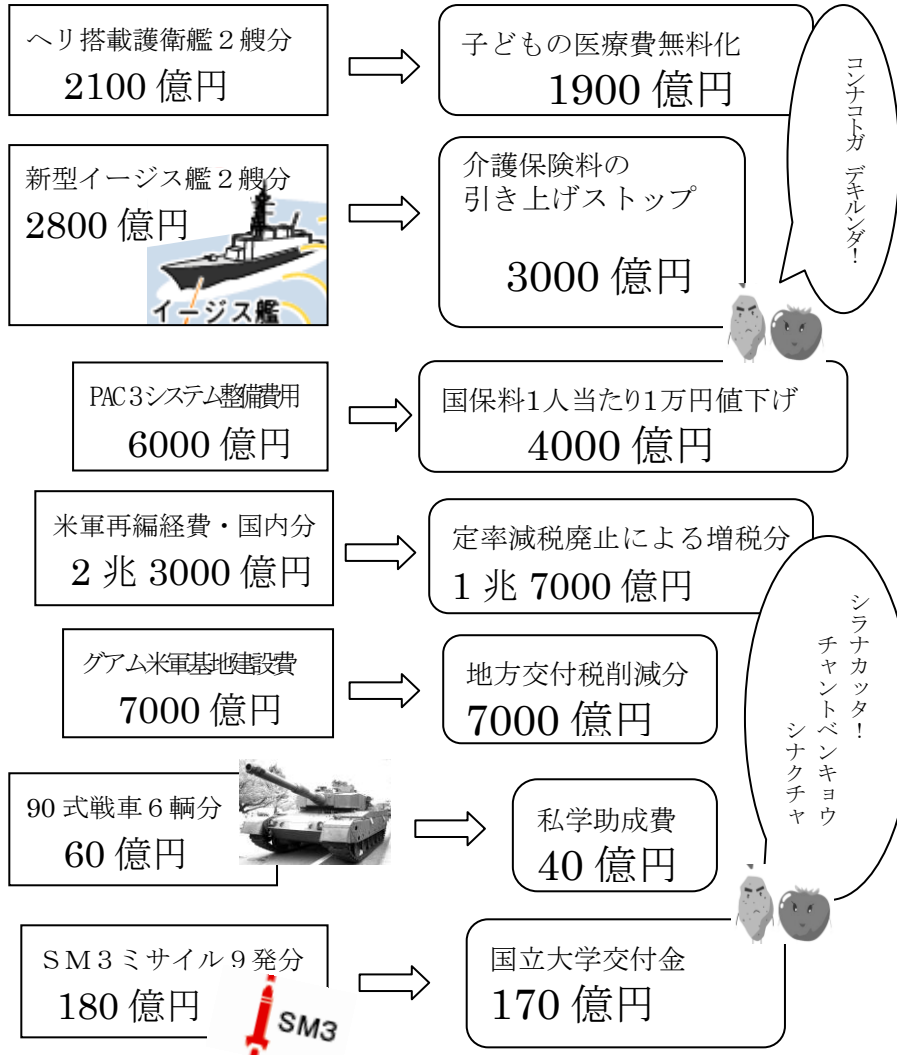 ヘリ搭載護衛艦２艘分
2100 億円
子どもの医療費無料化
1900 億円
コンナコトガ デキルンダ！
新型イージス艦２艘分
2800 億円
イージス艦
介護保険料の
引き上げストップ
3000 億円
PAC３システム整備費用
6000 億円
国保料1人当たり1万円値下げ
4000 億円
米軍再編経費・国内分
2 兆 3000 億円
定率減税廃止による増税分
1 兆 7000 億円
シラナカッタ！
チャントベンキョウ
シナクチャ
グアム米軍基地建設費
7000 億円
地方交付税削減分
7000 億円
90 式戦車６輌分
60 億円
私学助成費
40 億円
ＳＭ３ミサイル９発分
180 億円
SM3
国立大学交付金
170 億円